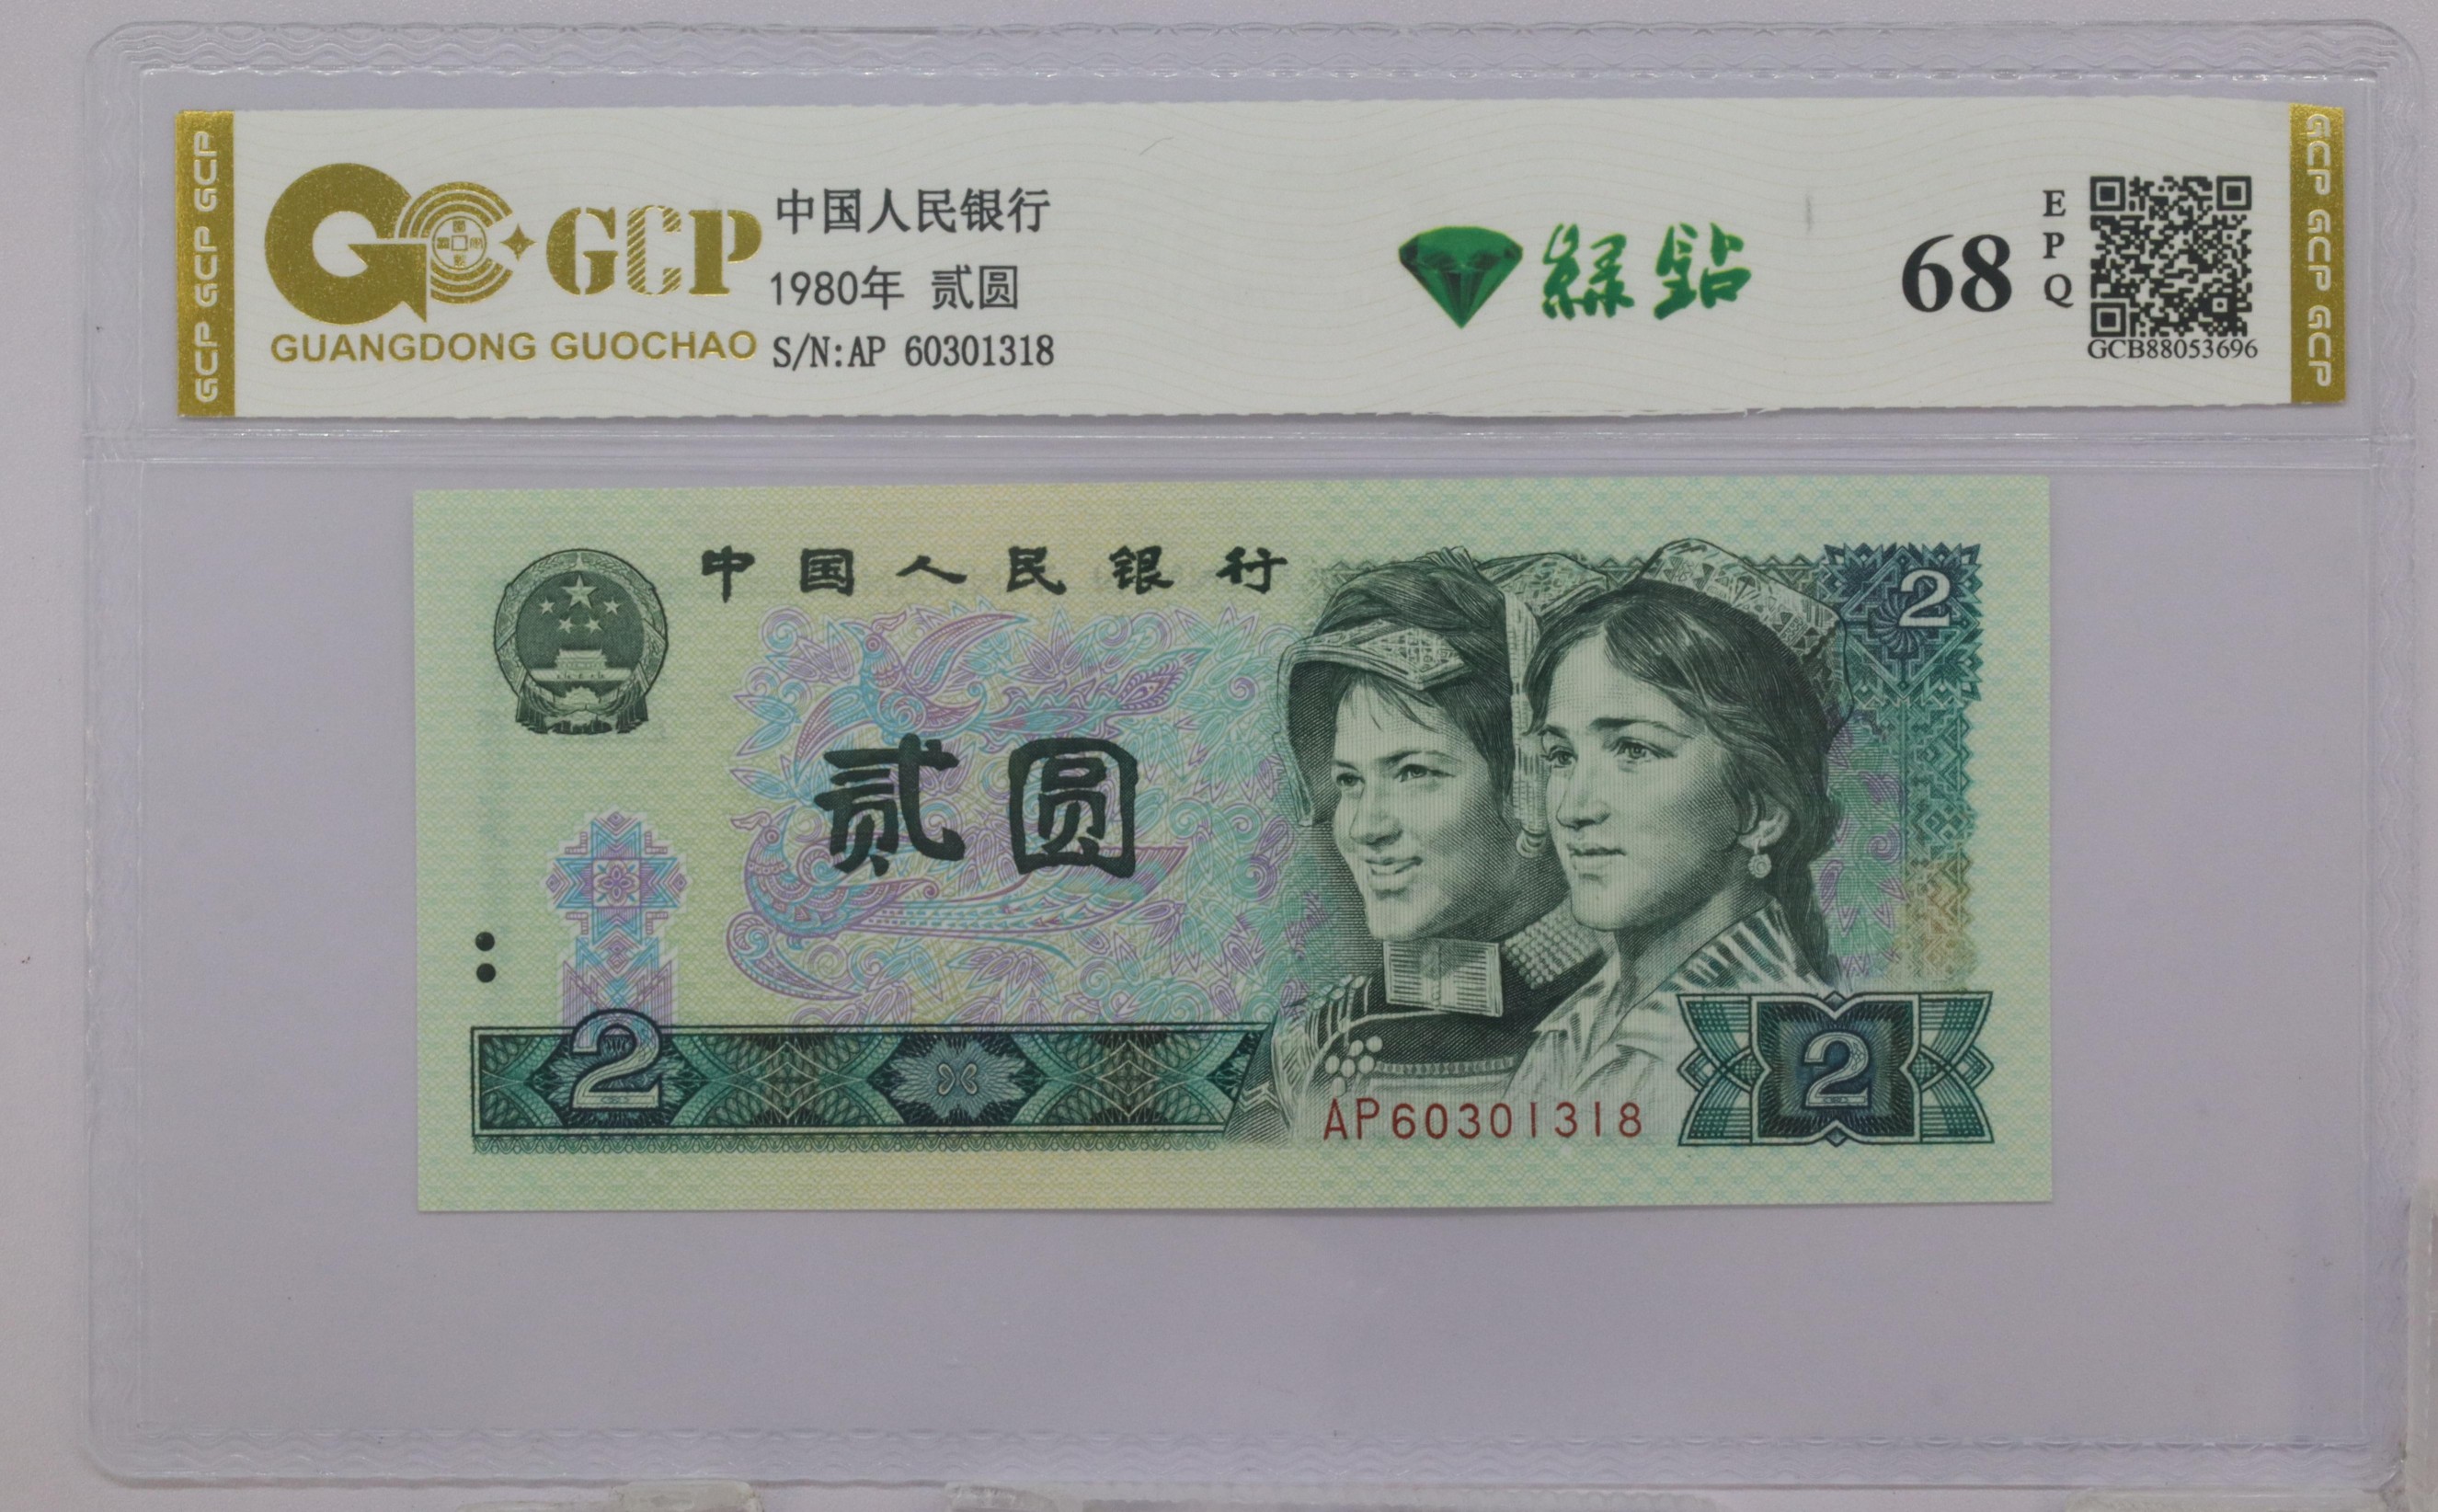 GCP GCP GCP
GCP
GUANGDONG GUOCHAO
中国人民银行
1980年 贰圆
S/N:AP 60301318
綠鉆
68
EPQ
GCB88053696
GCP GCP GCP
中国人民银行
2
贰圆
2
AP60301318
2